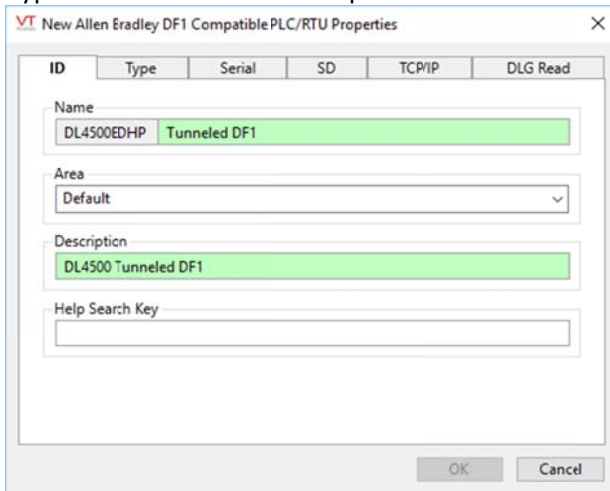 VT New Allen Bradley DF1 Compatible PLC/RTU Properties
ID Type Serial SD TCP/IP DLG Read
Name
DL4500EDHP Tunneled DF1
Area
Default
Description
DL4500 Tunneled DF1
Help Search Key
OK Cancel